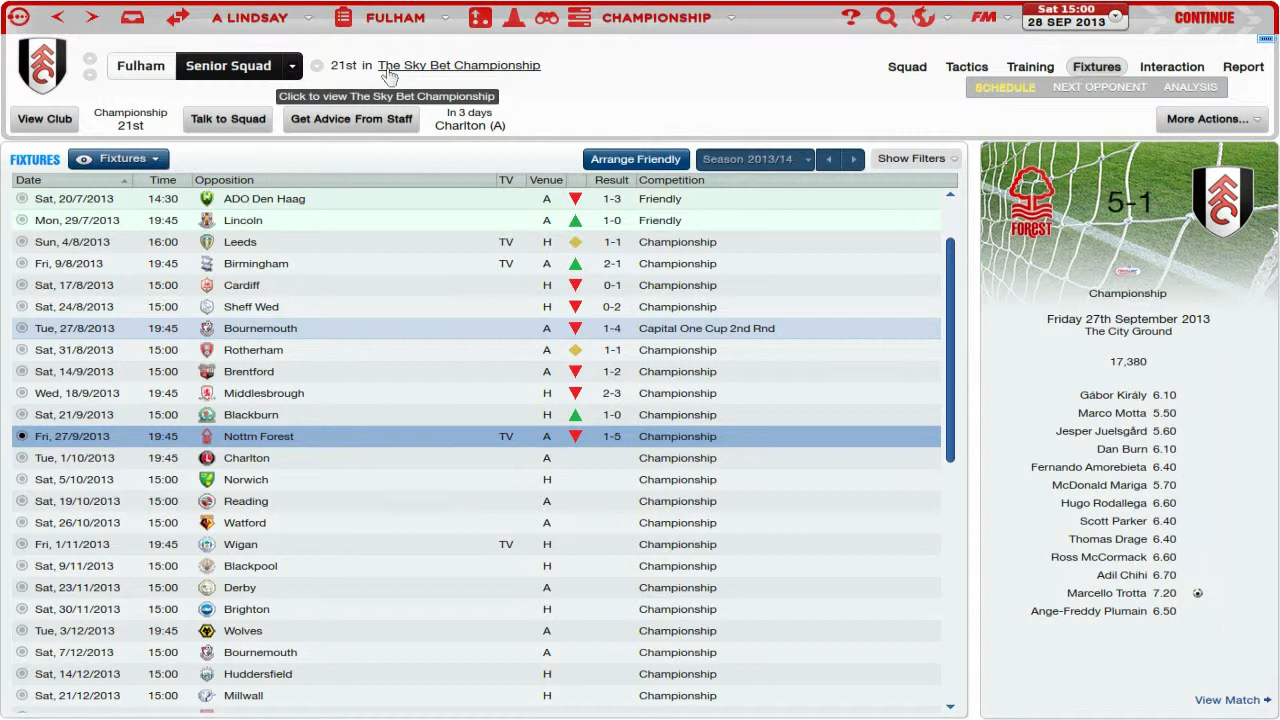 A LINDSAY FULHAM CHAMPIONSHIP ? FM Sat 15:00 28 SEP 2013 CONTINUE
Fulham Senior Squad 21st in The Sky Bet Championship Squad Tactics Training Fixtures Interaction Report
Click to view The Sky Bet Championship SCHEDULE NEXT OPPONENT ANALYSIS
View Club Championship 21st Talk to Squad Get Advice From Staff In 3 days Charlton (A) More Actions...
FIXTURES Fixtures Arrange Friendly Season 2013/14 Show Filters
Date Time Opposition TV Venue Result Competition
Sat, 20/7/2013 14:30 ADO Den Haag A 1-3 Friendly
Mon, 29/7/2013 19:45 Lincoln A 1-0 Friendly
Sun, 4/8/2013 16:00 Leeds TV H 1-1 Championship
Fri, 9/8/2013 19:45 Birmingham TV A 2-1 Championship
Sat, 17/8/2013 15:00 Cardiff H 0-1 Championship
Sat, 24/8/2013 15:00 Sheff Wed H 0-2 Championship
Tue, 27/8/2013 19:45 Bournemouth A 1-4 Capital One Cup 2nd Rnd
Sat, 31/8/2013 15:00 Rotherham A 1-1 Championship
Sat, 14/9/2013 15:00 Brentford A 1-2 Championship
Wed, 18/9/2013 19:45 Middlesbrough H 2-3 Championship
Sat, 21/9/2013 15:00 Blackburn H 1-0 Championship
Fri, 27/9/2013 19:45 Nottm Forest TV A 1-5 Championship
Tue, 1/10/2013 19:45 Charlton A Championship
Sat, 5/10/2013 15:00 Norwich H Championship
Sat, 19/10/2013 15:00 Reading A Championship
Sat, 26/10/2013 15:00 Watford A Championship
Fri, 1/11/2013 19:45 Wigan TV H Championship
Sat, 9/11/2013 15:00 Blackpool H Championship
Sat, 23/11/2013 15:00 Derby A Championship
Sat, 30/11/2013 15:00 Brighton H Championship
Tue, 3/12/2013 19:45 Wolves A Championship
Sat, 7/12/2013 15:00 Bournemouth A Championship
Sat, 14/12/2013 15:00 Huddersfield H Championship
Sat, 21/12/2013 15:00 Millwall H Championship
FOREST 5-1 FFC
Championship
Friday 27th September 2013
The City Ground
17,380
Gábor Király 6.10
Marco Motta 5.50
Jesper Juelsgård 5.60
Dan Burn 6.10
Fernando Amorebieta 6.40
McDonald Mariga 5.70
Hugo Rodallega 6.60
Scott Parker 6.40
Thomas Drage 6.40
Ross McCormack 6.60
Adil Chihi 6.70
Marcello Trotta 7.20
Ange-Freddy Plumain 6.50
View Match